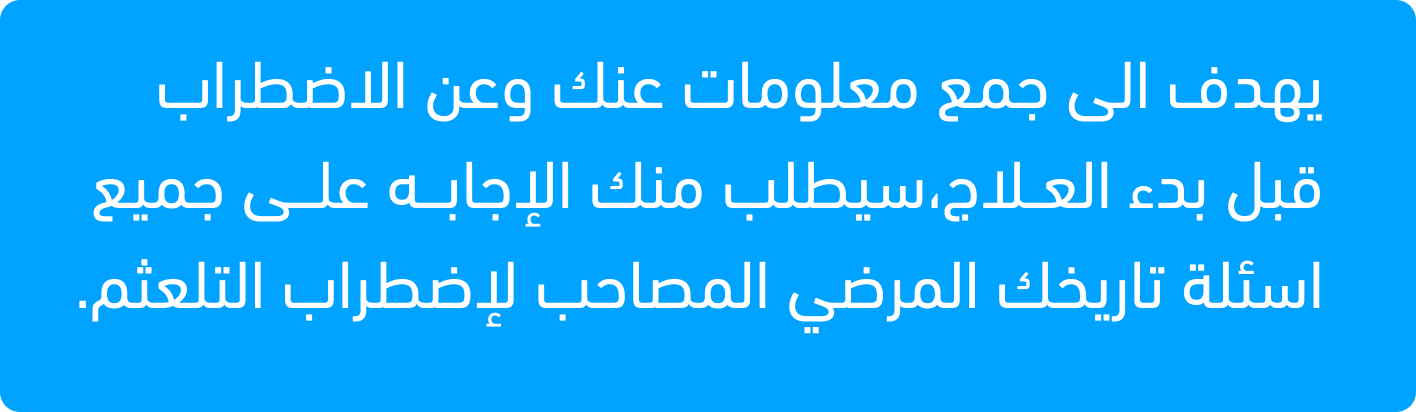 يهدف الى جمع معلومات عنك وعن الاضطراب
قبل بدء العـلاج،سيطلب منك الإجابـه علـى جميع
اسئلة تاريخك المرضي المصاحب لإضطراب التلعثم.